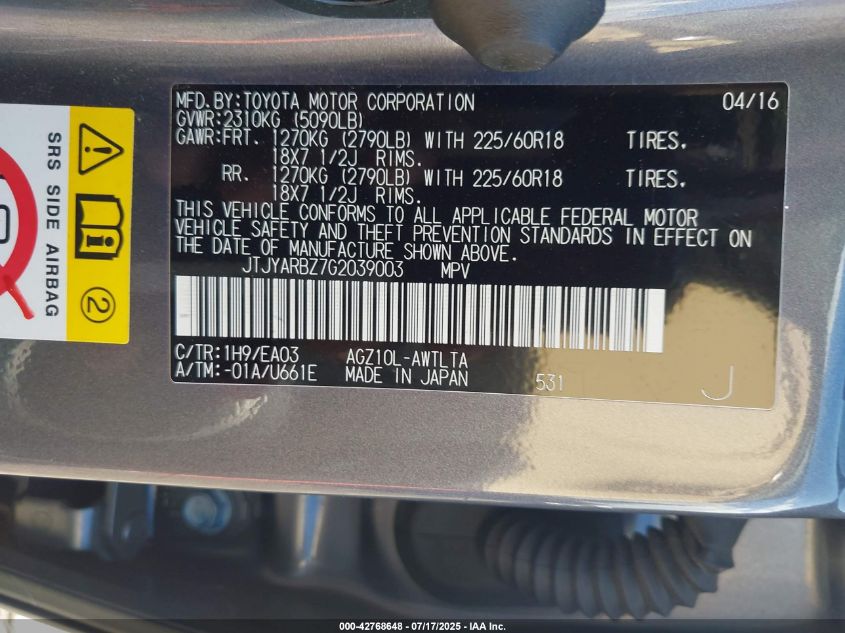 MFD.BY:TOYOTA MOTOR CORPORATION 04/16
GVWR:2310KG (5090LB)
GAWR:FRT. 1270KG (2790LB) WITH 225/60R18 TIRES.
18X7 1/2J RIMS.
RR. 1270KG (2790LB) WITH 225/60R18 TIRES.
18X7 1/2J RIMS.
THIS VEHICLE CONFORMS TO ALL APPLICABLE FEDERAL MOTOR
VEHICLE SAFETY AND THEFT PREVENTION STANDARDS IN EFFECT ON
THE DATE OF MANUFACTURE SHOWN ABOVE.
JTJYARBZ7G2039003 MPV
C/TR:1H9/EA03 AGZ10L-AWTLTA
A/TM:-01A/U661E MADE IN JAPAN 531 J
SRS SIDE AIRBAG
2
000-42768648 - 07/17/2025 - IAA Inc.